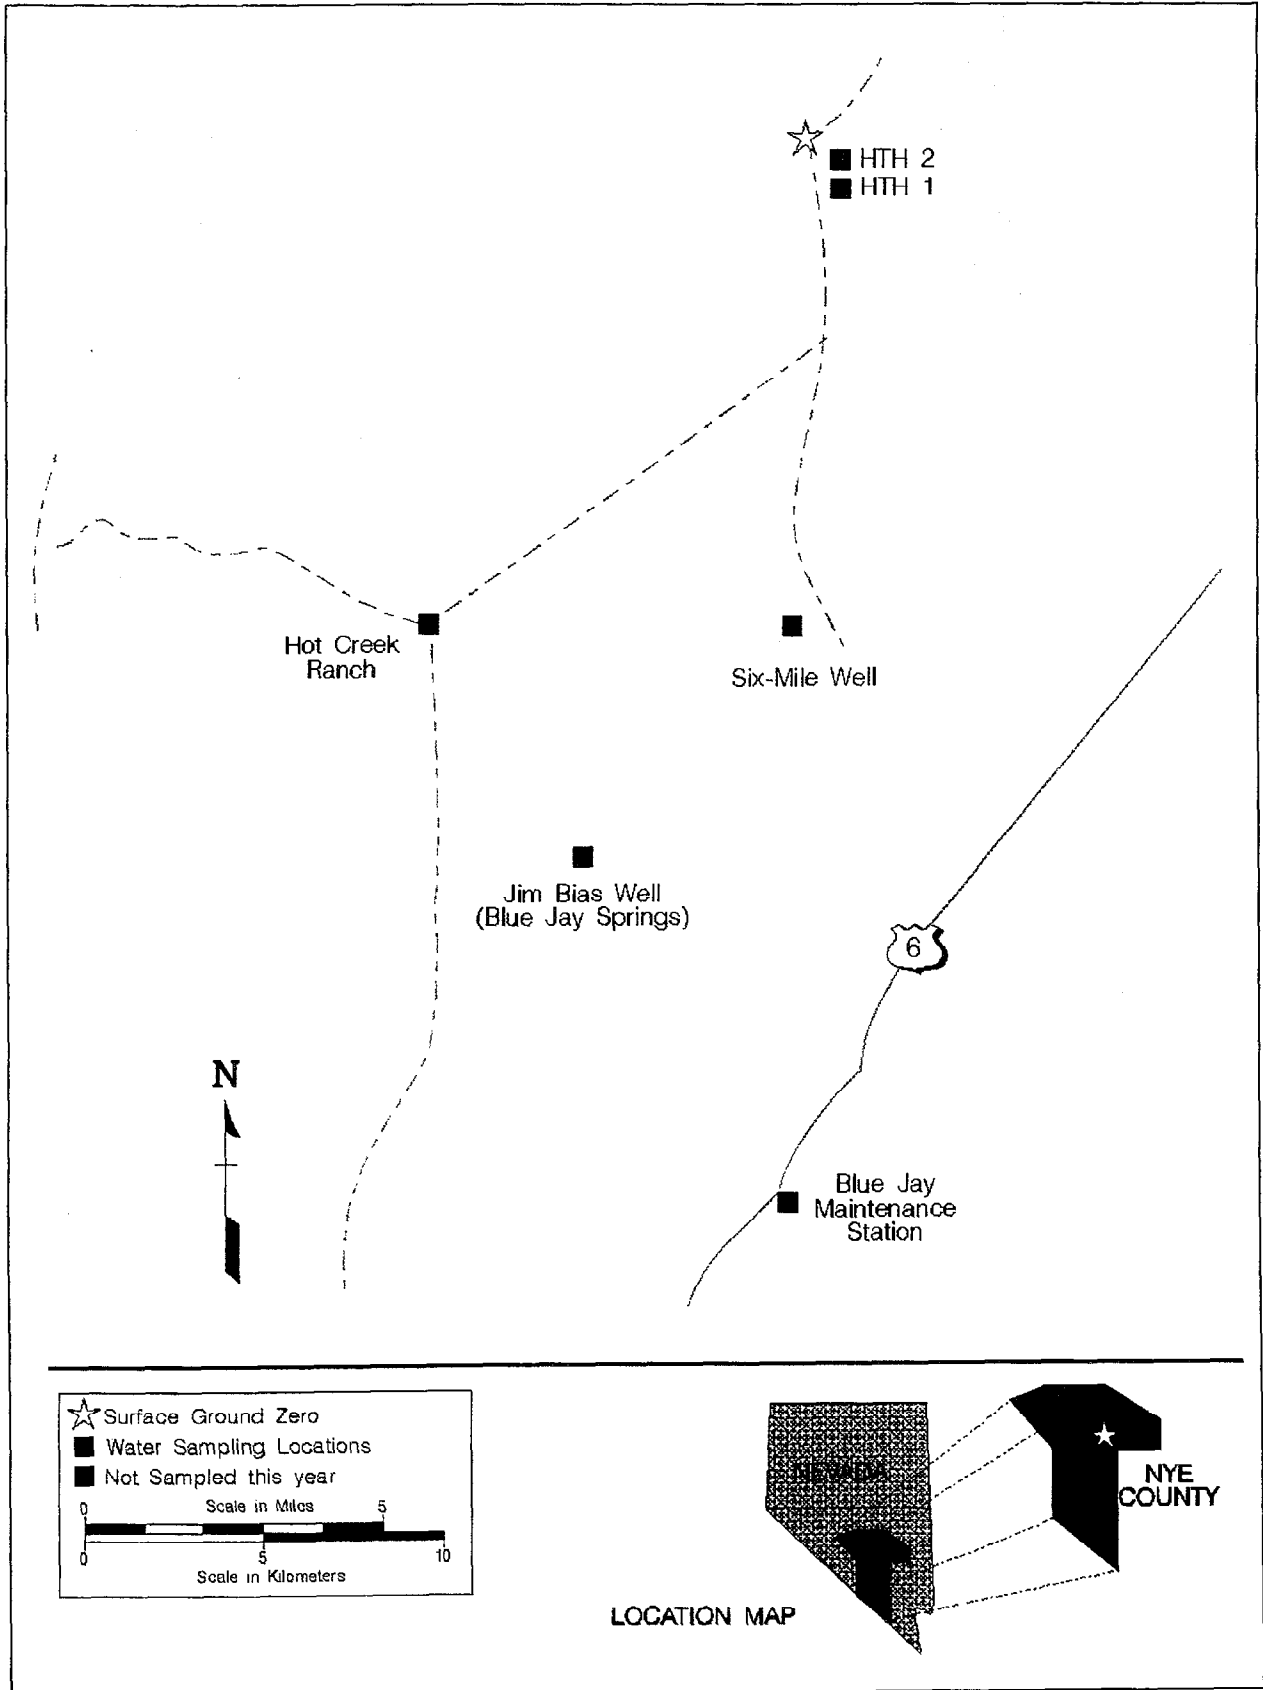 HTH 2
HTH 1
Hot Creek
Ranch
Six-Mile Well
Jim Bias Well
(Blue Jay Springs)
6
N
Blue Jay
Maintenance
Station
Surface Ground Zero
Water Sampling Locations
Not Sampled this year
0 Scale in Miles 5
0 5 10
Scale in Kilometers
NEVADA
NYE
COUNTY
LOCATION MAP